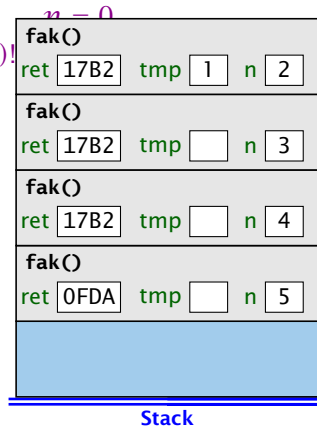 n = 0
)!
fak()
ret 17B2 tmp 1 n 2
fak()
ret 17B2 tmp n 3
fak()
ret 17B2 tmp n 4
fak()
ret 0FDA tmp n 5
Stack